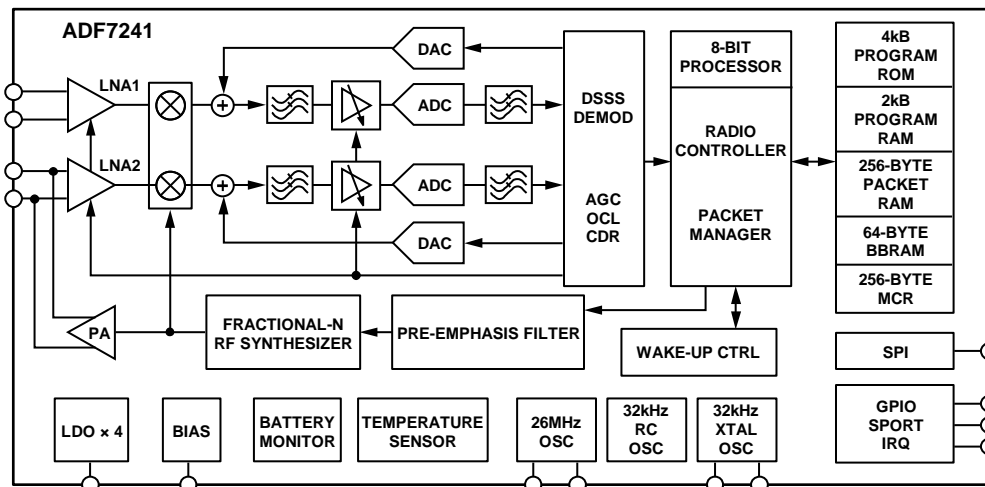 ADF7241
LNA1
LNA2
DAC
ADC
ADC
DAC
DSSS
DEMOD
AGC
OCL
CDR
8-BIT
PROCESSOR
RADIO
CONTROLLER
PACKET
MANAGER
4kB
PROGRAM
ROM
2kB
PROGRAM
RAM
256-BYTE
PACKET
RAM
64-BYTE
BBRAM
256-BYTE
MCR
PA
FRACTIONAL-N
RF SYNTHESIZER
PRE-EMPHASIS FILTER
WAKE-UP CTRL
SPI
LDO × 4
BIAS
BATTERY
MONITOR
TEMPERATURE
SENSOR
26MHz
OSC
32kHz
RC
OSC
32kHz
XTAL
OSC
GPIO
SPORT
IRQ